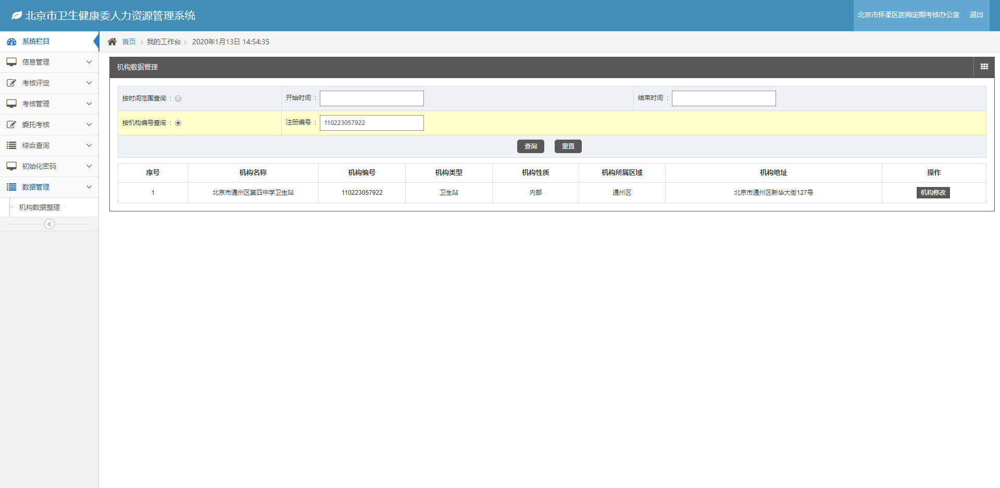 北京市卫生健康委人力资源管理系统
北京市怀柔区医师定期考核办公室 退出
系统栏目
首页 > 我的工作台 > 2020年1月13日 14:54:35
信息管理
考核评定
考核管理
委托考核
综合查询
初始化密码
数据管理
机构数据整理
机构数据管理
按时间范围查询 : 开始时间 : 结束时间 :
按机构编号查询 : 注册编号 : 110223057922
查询 重置
序号 机构名称 机构编号 机构类型 机构性质 机构所属区域 机构地址 操作
1 北京市通州区第四中学卫生站 110223057922 卫生站 内部 通州区 北京市通州区新华大街127号 机构修改